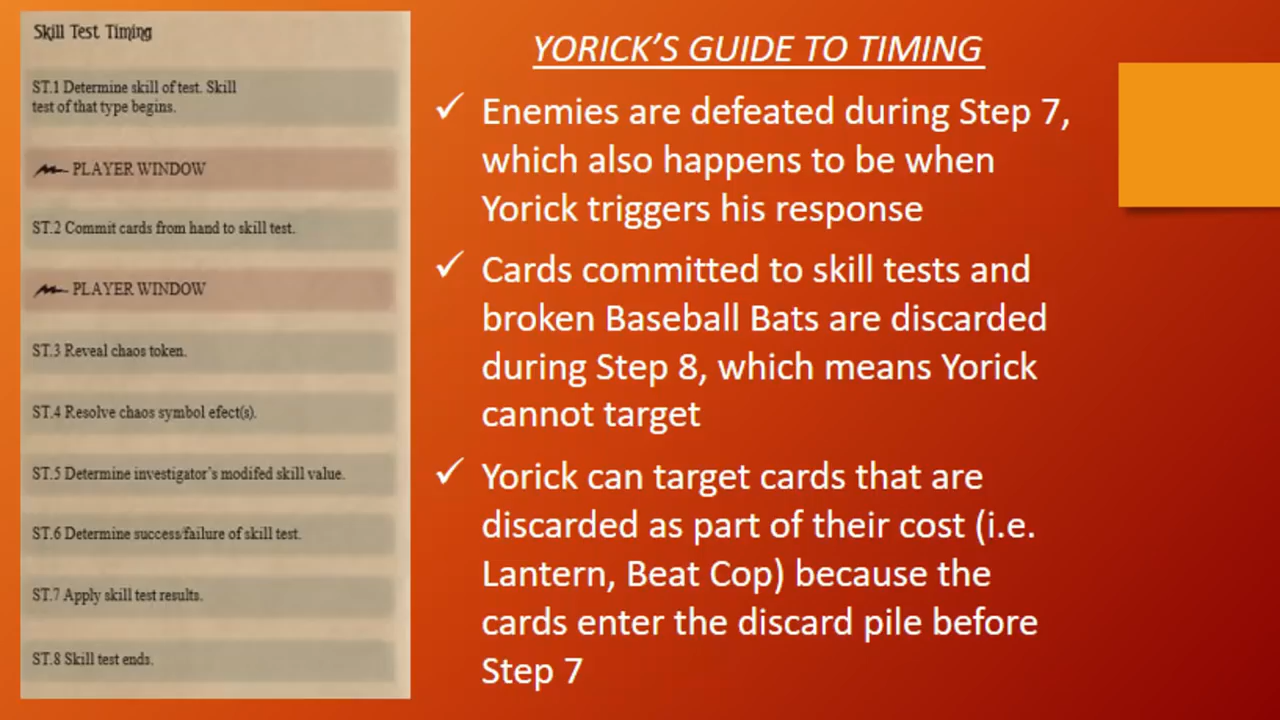 Skill Test Timing
ST.1 Determine skill of test. Skill
test of that type begins.
PLAYER WINDOW
ST.2 Commit cards from hand to skill test.
PLAYER WINDOW
ST.3 Reveal chaos token.
ST.4 Resolve chaos symbol efect(s).
ST.5 Determine investigator's modifed skill value.
ST.6 Determine success/failure of skill test.
ST.7 Apply skill test results.
ST.8 Skill test ends.
YORICK'S GUIDE TO TIMING
✓ Enemies are defeated during Step 7,
which also happens to be when
Yorick triggers his response
✓ Cards committed to skill tests and
broken Baseball Bats are discarded
during Step 8, which means Yorick
cannot target
✓ Yorick can target cards that are
discarded as part of their cost (i.e.
Lantern, Beat Cop) because the
cards enter the discard pile before
Step 7